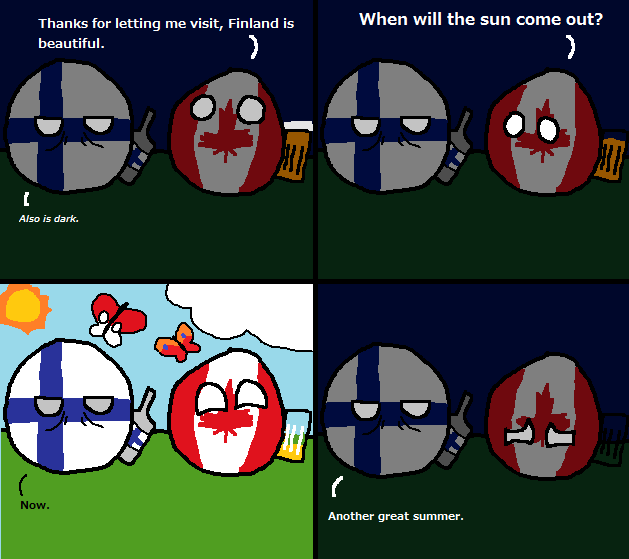 Thanks for letting me visit, Finland is
beautiful.
Also is dark.
When will the sun come out?
Now.
Another great summer.